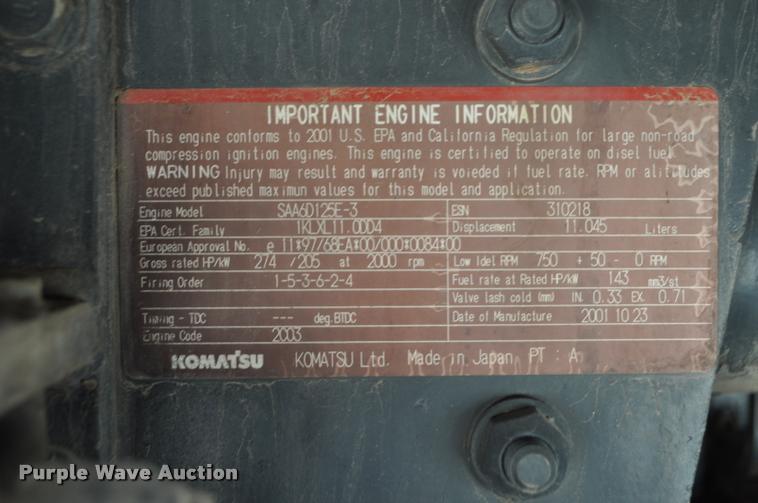 IMPORTANT ENGINE INFORMATION
This engine conforms to 2001 U.S. EPA and California Regulation for large non-road
compression ignition engines. This engine is certified to operate on disel fuel
WARNING Injury may result and warranty is voieded if fuel rate. RPM or altitudes
exceed published maximun values for this model and application.
Engine Model SAA6D125E-3 ESN 310218
EPA Cert. Family 1KLXL11.0DD4 Displacement 11.045 Liters
European Approval No. e 11*97/68EA*00/000*0084*00
Gross rated HP/kW 274 /205 at 2000 rpm Low Idel RPM 750 + 50 - 0 RPM
Firing Order 1-5-3-6-2-4 Fuel rate at Rated HP/kW 143 mm3/st
Valve lash cold (mm) IN. 0.33 EX. 0.71
Timing - TDC --- deg.BTDC Date of Manufacture 2001 10 23
Engine Code 2003
KOMATSU KOMATSU Ltd. Made in Japan PT : A
Purple Wave Auction